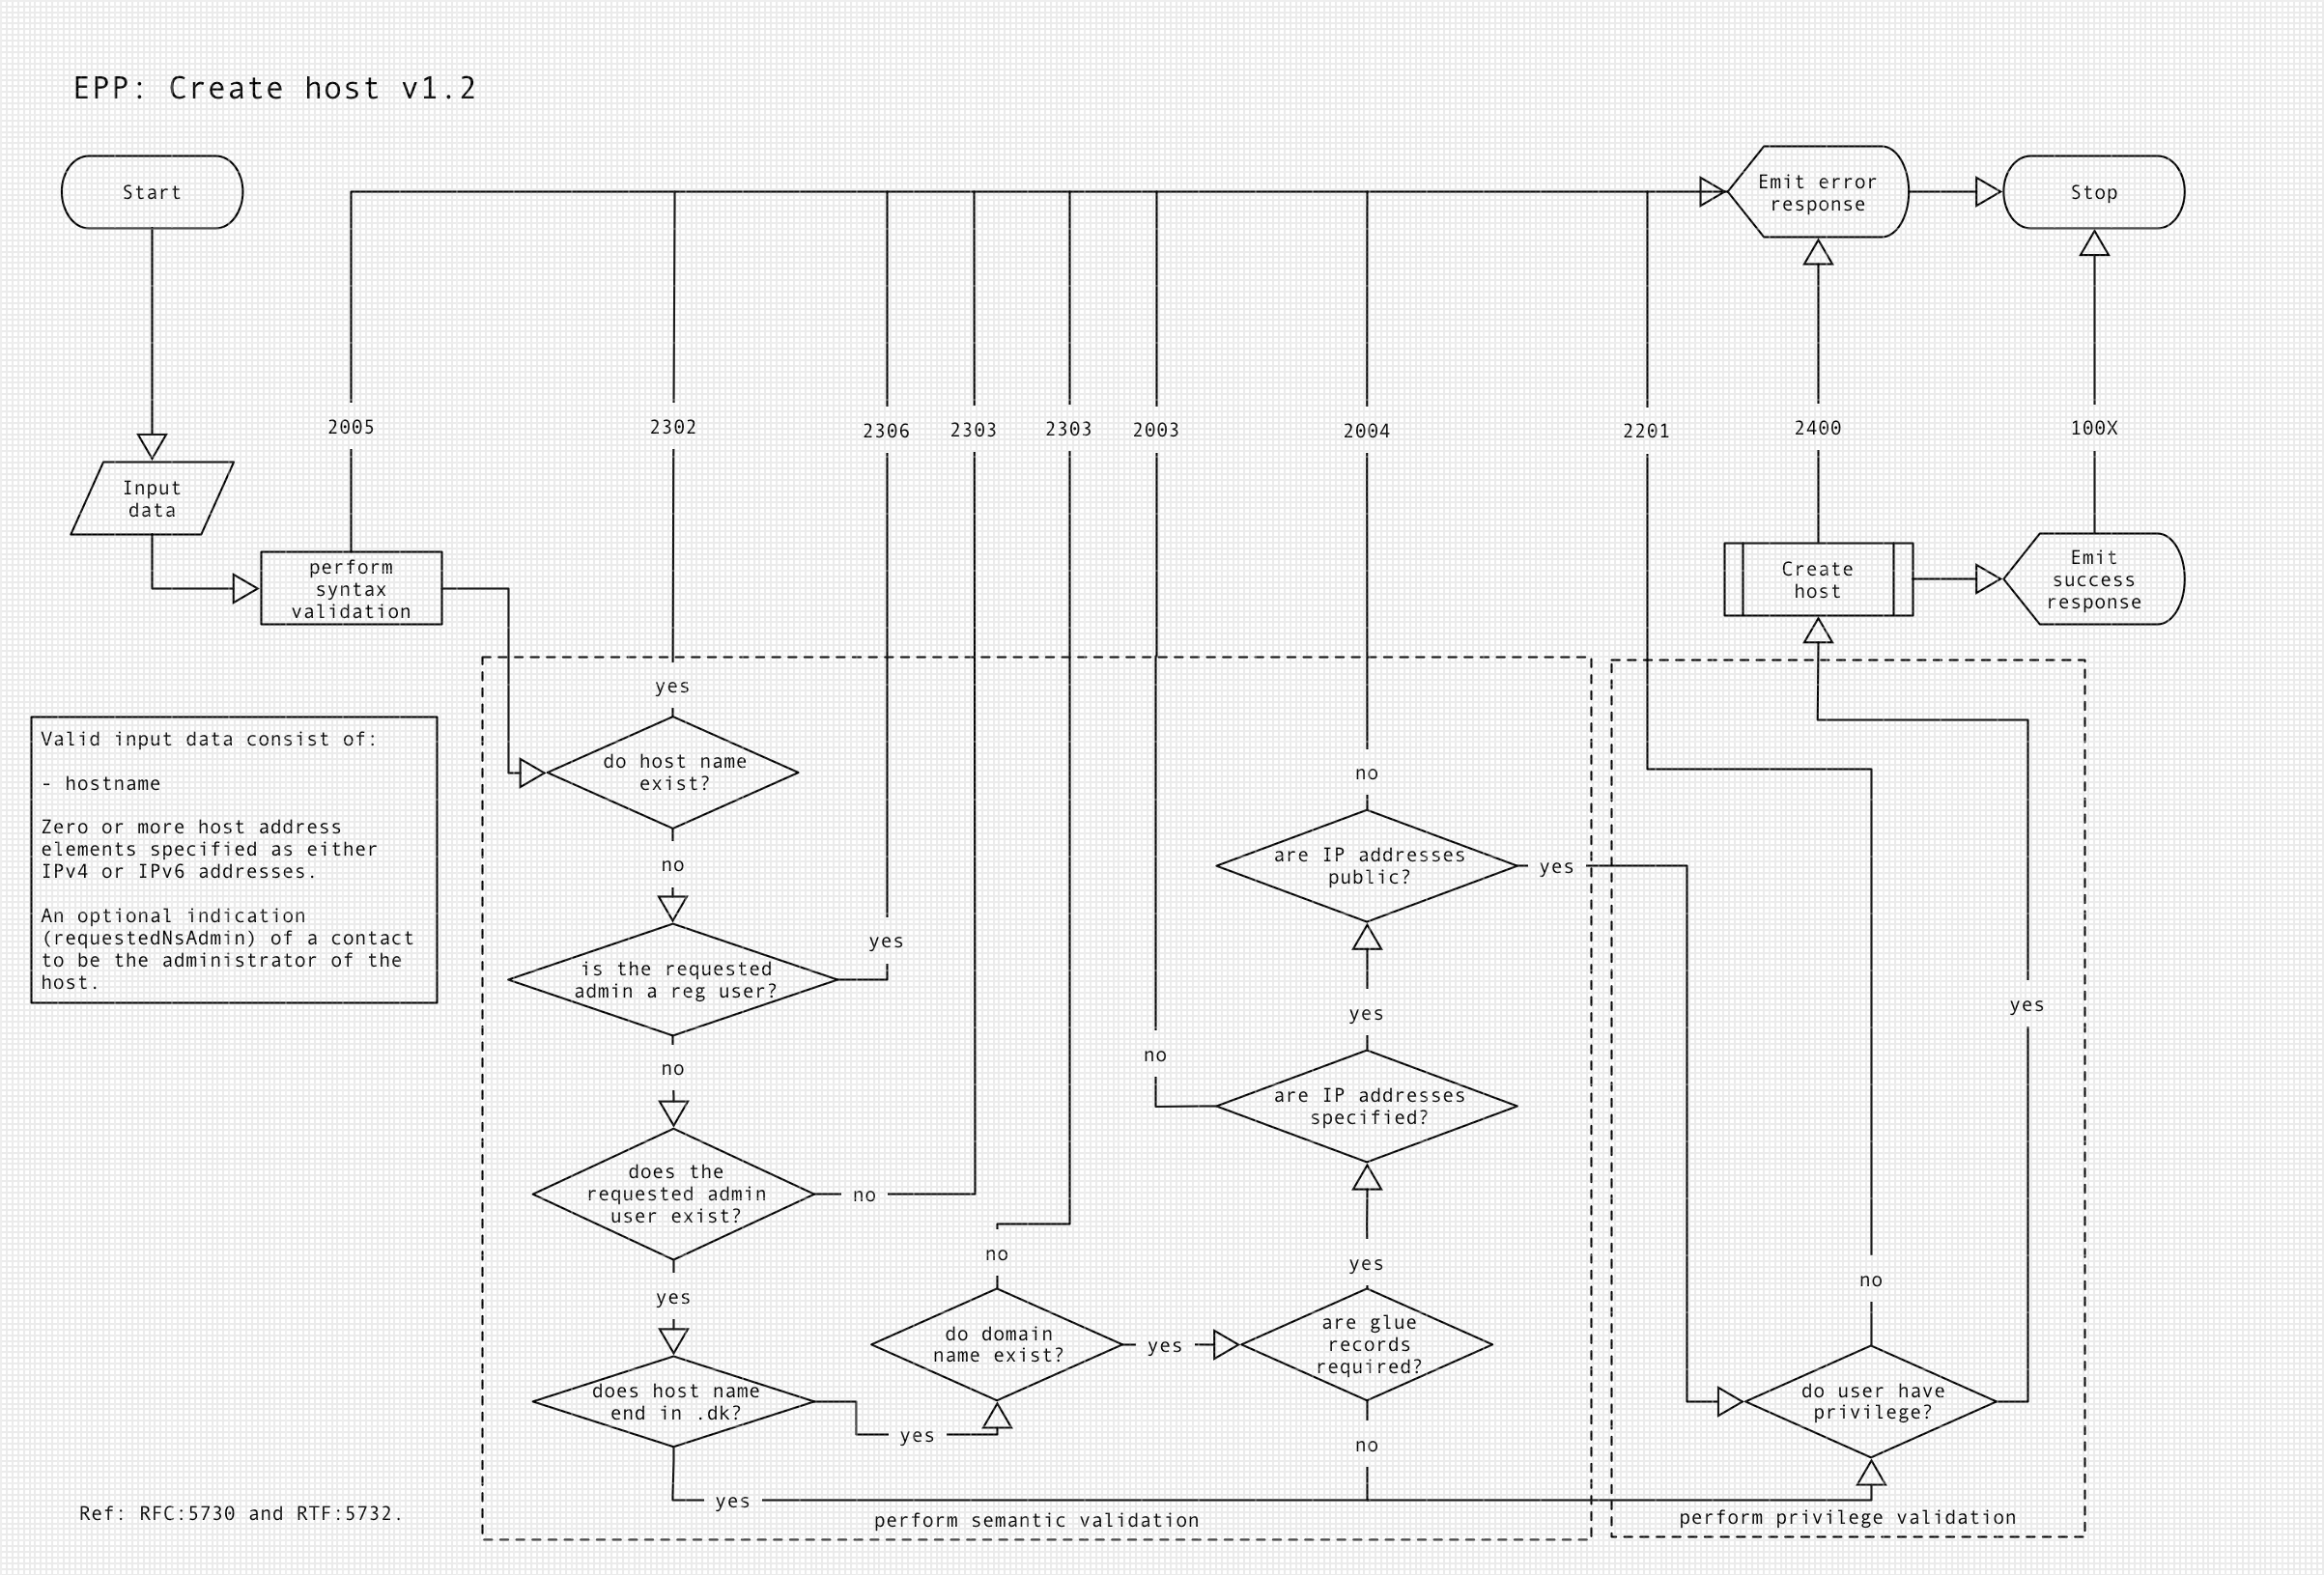 EPP: Create host v1.2
Start
Emit error
response
Stop
2005
2302
2306
2303
2303
2003
2004
2201
2400
100X
Input
data
perform
syntax
validation
Create
host
Emit
success
response
yes
Valid input data consist of:
- hostname
Zero or more host address
elements specified as either
IPv4 or IPv6 addresses.
An optional indication
(requestedNsAdmin) of a contact
to be the administrator of the
host.
do host name
exist?
no
is the requested
admin a reg user?
yes
no
does the
requested admin
user exist?
no
yes
does host name
end in .dk?
yes
yes
no
do domain
name exist?
yes
are glue
records
required?
no
yes
are IP addresses
specified?
no
yes
are IP addresses
public?
no
yes
do user have
privilege?
no
yes
Ref: RFC:5730 and RTF:5732.
perform semantic validation
perform privilege validation